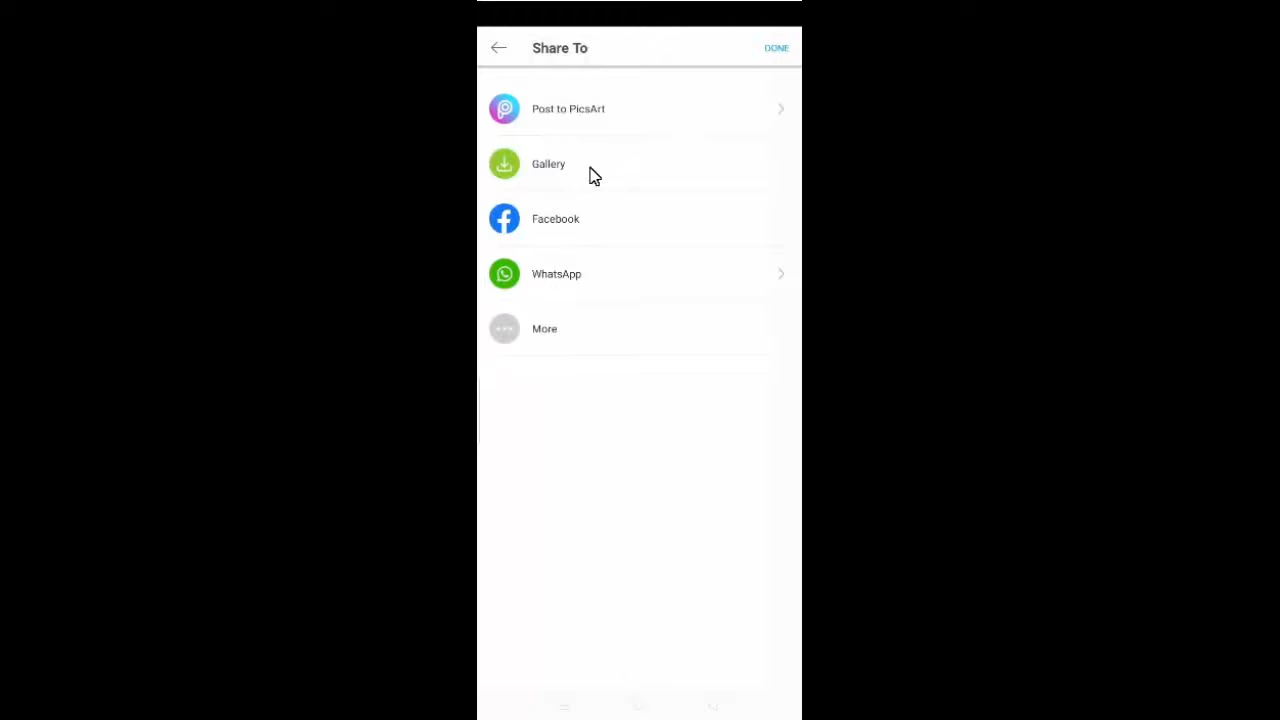 Share To
DONE
Post to PicsArt
Gallery
Facebook
WhatsApp
More